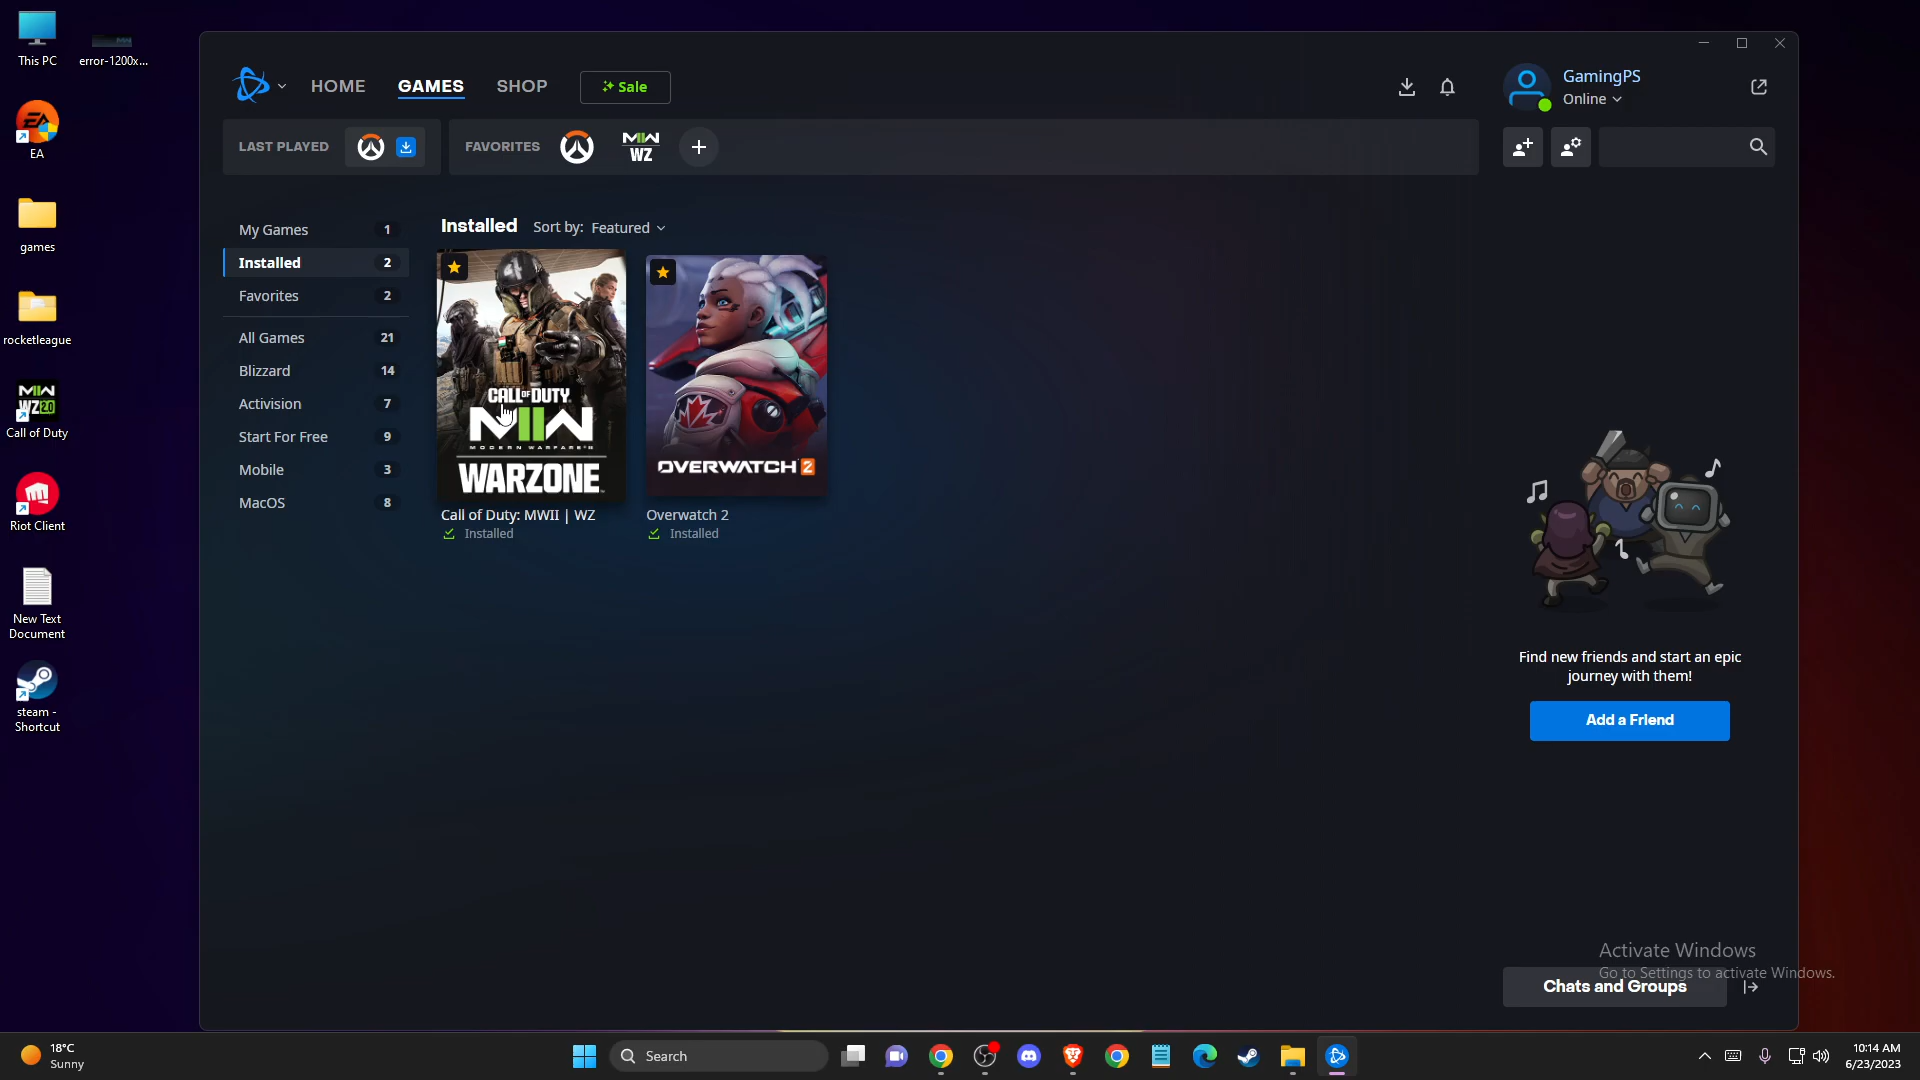 This PC
error-1200x...
EA
games
rocketleague
MW
WZ2.0
Call of Duty
Riot Client
New Text
Document
steam -
Shortcut
HOME
GAMES
SHOP
Sale
GamingPS
Online
LAST PLAYED
FAVORITES
MW
WZ
My Games 1
Installed 2
Favorites 2
All Games 21
Blizzard 14
Activision 7
Start For Free 9
Mobile 3
MacOS 8
Installed Sort by: Featured
CALL OF DUTY
MW
MODERN WARFARE II
WARZONE
Call of Duty: MWII | WZ
Installed
OVERWATCH 2
Overwatch 2
Installed
Find new friends and start an epic
journey with them!
Add a Friend
Activate Windows
Go to Settings to activate Windows.
Chats and Groups
18°C
Sunny
Search
10:14 AM
6/23/2023